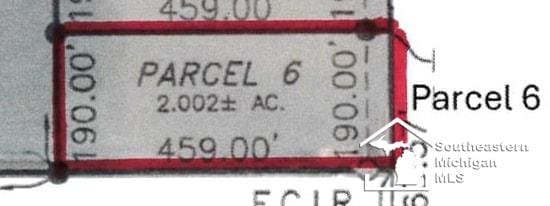 459.00'
190.00'
PARCEL 6
2.002± AC.
190.00'
459.00'
Parcel 6
Southeastern
Michigan
MLS